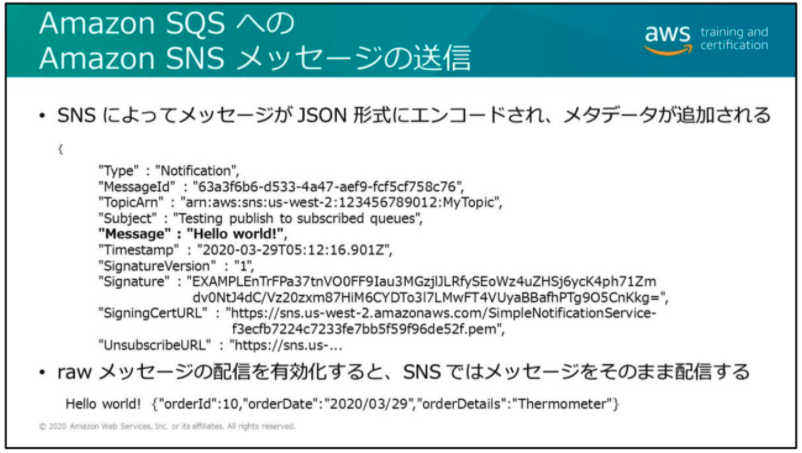 Amazon SQS への
Amazon SNS メッセージの送信
aws training and
certification
• SNS によってメッセージが JSON 形式にエンコードされ、メタデータが追加される
{
"Type" : "Notification",
"MessageId" : "63a3f6b6-d533-4a47-aef9-fcf5cf758c76",
"TopicArn" : "arn:aws:sns:us-west-2:123456789012:MyTopic",
"Subject" : "Testing publish to subscribed queues",
"Message" : "Hello world!",
"Timestamp" : "2020-03-29T05:12:16.901Z",
"SignatureVersion" : "1",
"Signature" : "EXAMPLEnTrFPa37tnVO0FF9Iau3MGzjlJLRfySEoWz4uZHSj6ycK4ph71Zm
dv0NtJ4dC/Vz20zxm87HiM6CYDTo3l7LMwFT4VUyaBBafhPTg9O5CnKkg=",
"SigningCertURL" : "https://sns.us-west-2.amazonaws.com/SimpleNotificationService-
f3ecfb7224c7233fe7bb5f59f96de52f.pem",
"UnsubscribeURL" : "https://sns.us-...
• raw メッセージの配信を有効化すると、SNS ではメッセージをそのまま配信する
Hello world! {"orderId":10,"orderDate":"2020/03/29","orderDetails":"Thermometer"}
© 2020 Amazon Web Services, Inc. or its affiliates. All rights reserved.